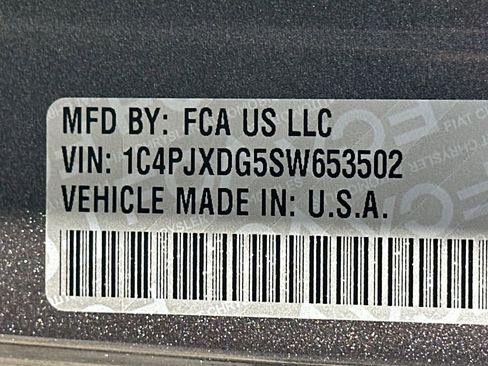 MFD BY: FCA US LLC
VIN: 1C4PJXDG5SW653502
VEHICLE MADE IN: U.S.A.